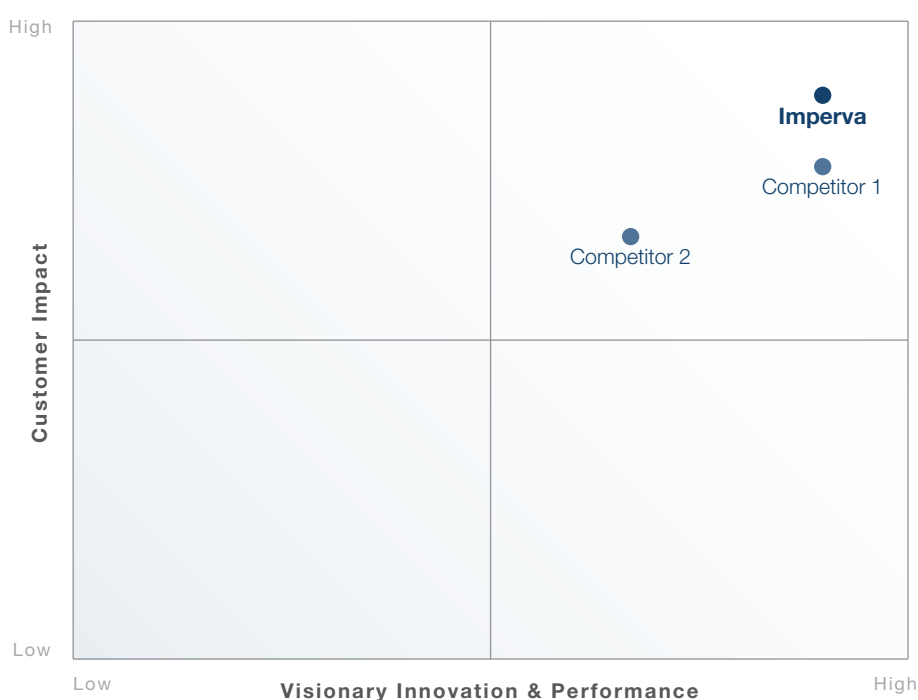 High
Imperva
Competitor 1
Competitor 2
Customer Impact
Low
Low
Visionary Innovation & Performance
High